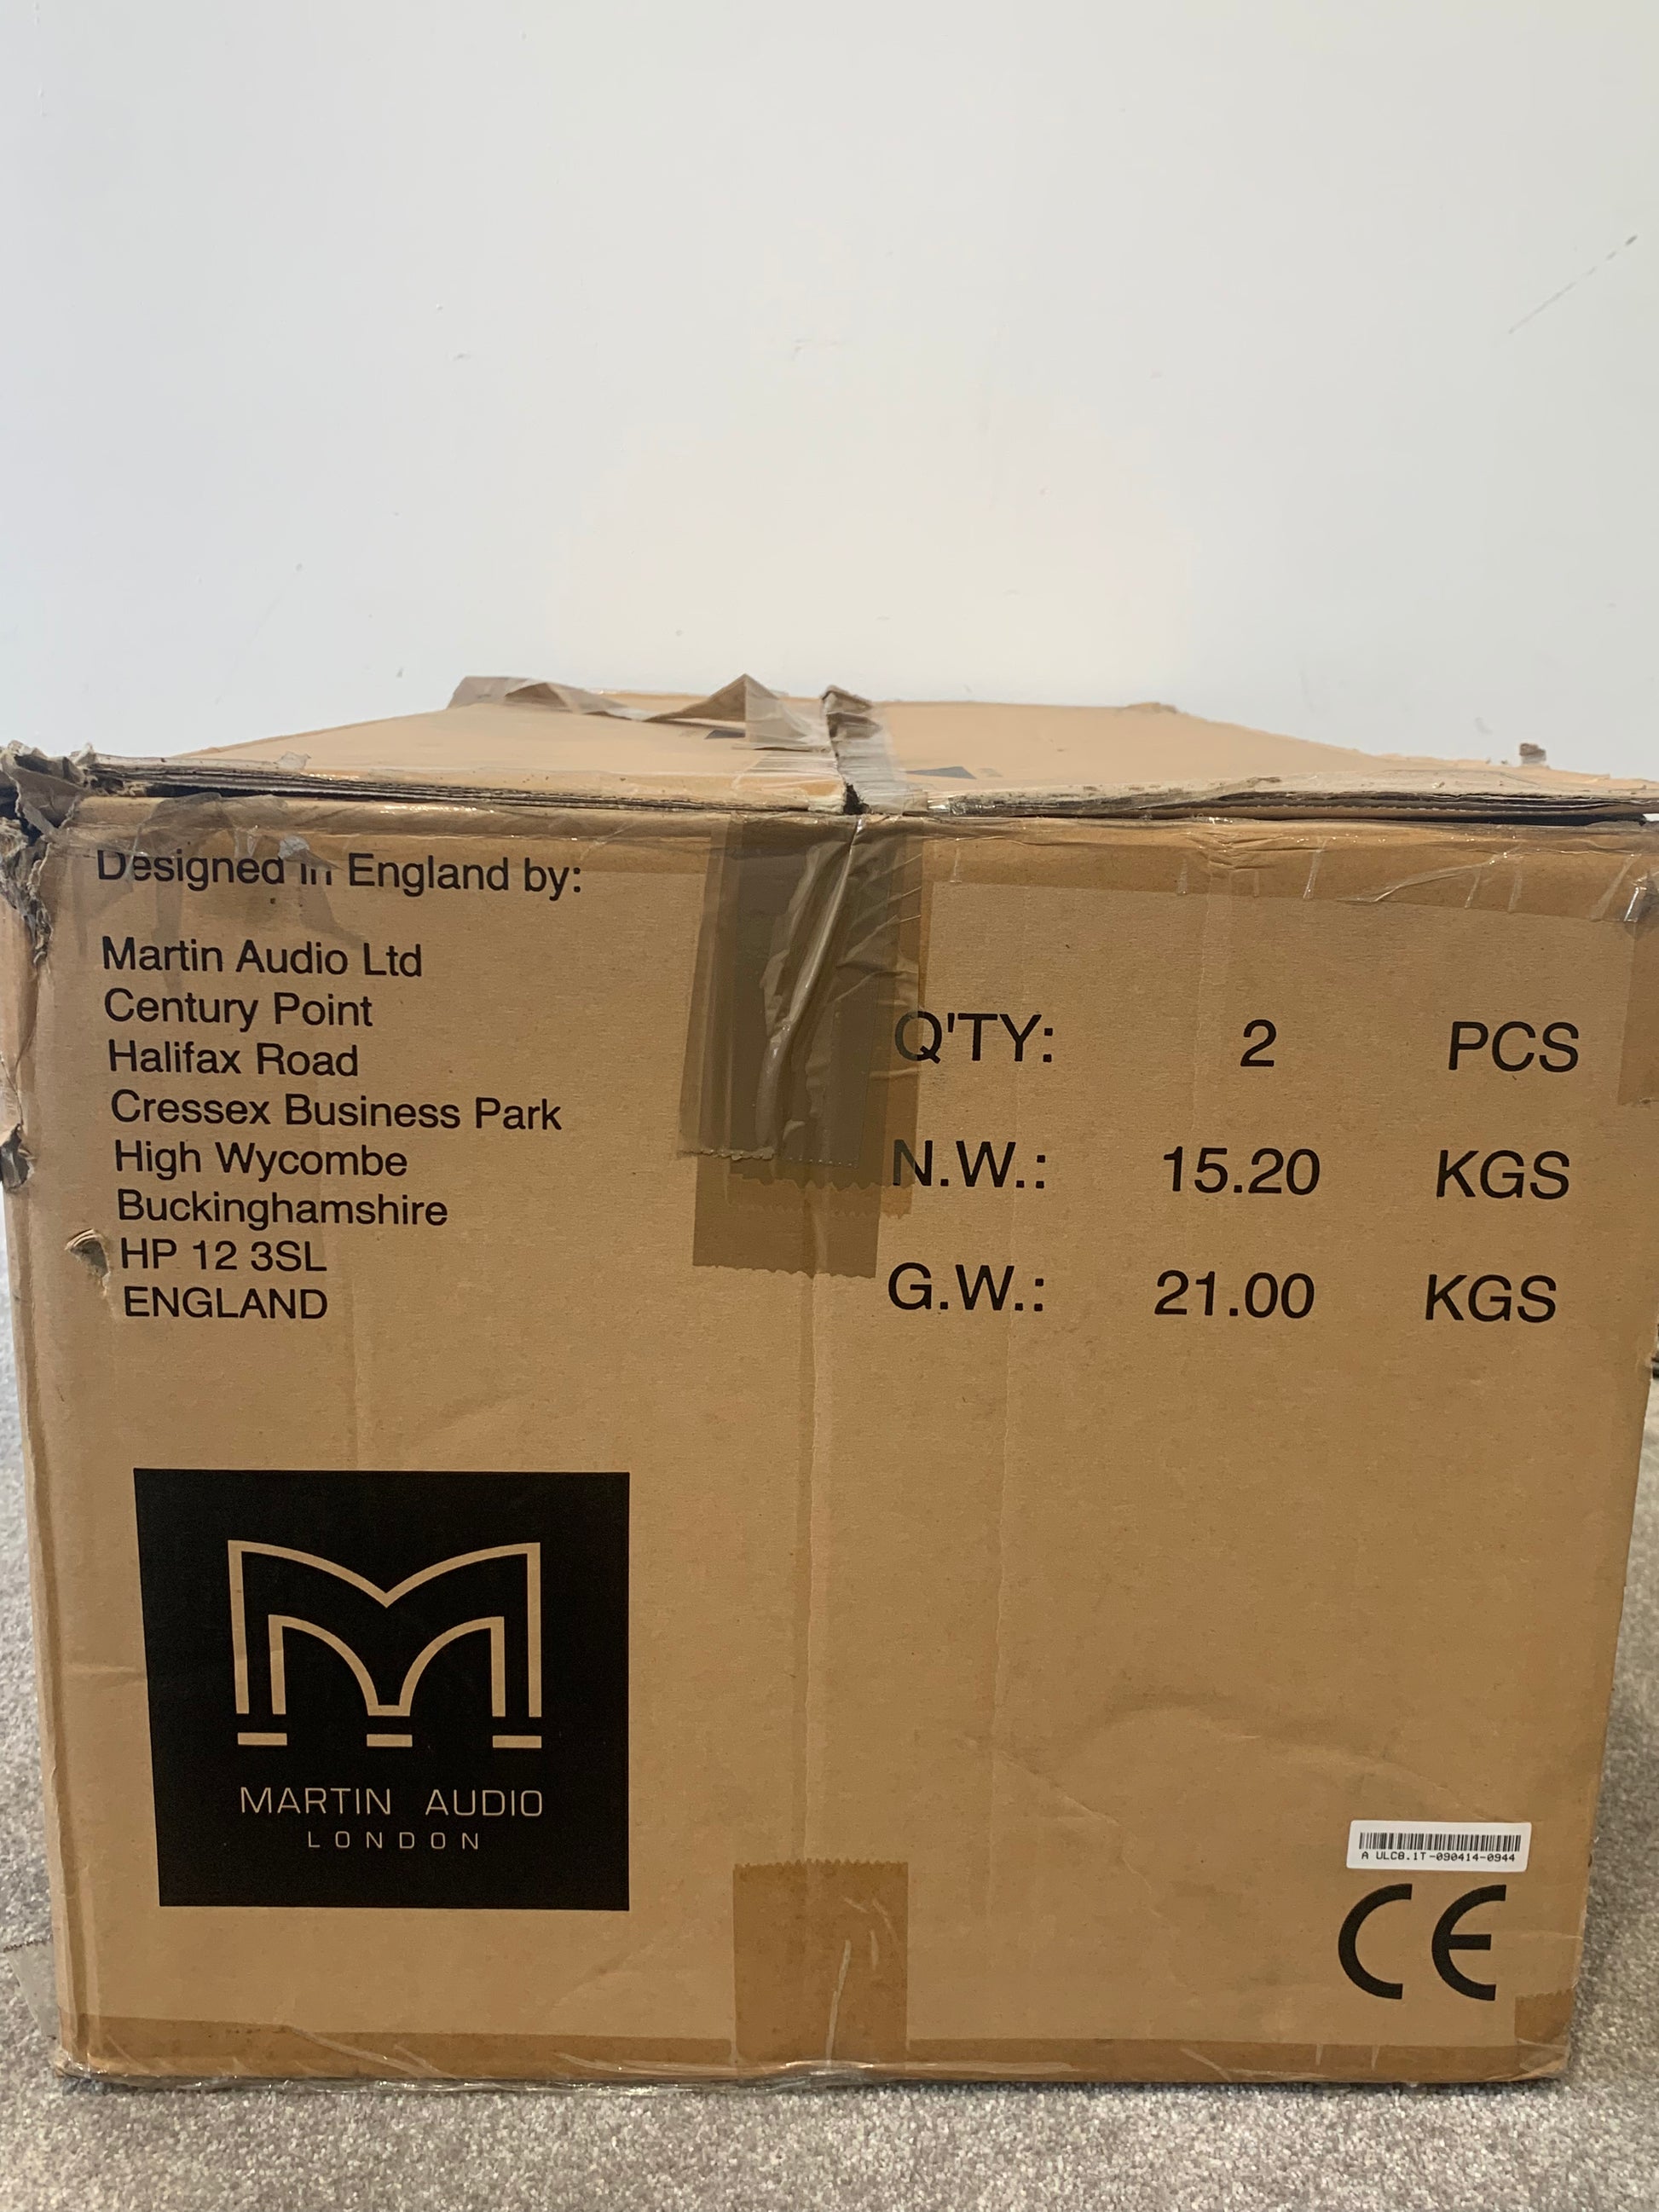 Designed in England by:
Martin Audio Ltd
Century Point
Halifax Road
Cressex Business Park
High Wycombe
Buckinghamshire
HP 12 3SL
ENGLAND
Q'TY: 2 PCS
N.W.: 15.20 KGS
G.W.: 21.00 KGS
MARTIN AUDIO
LONDON
A ULC8.1T-090414-0944
CE